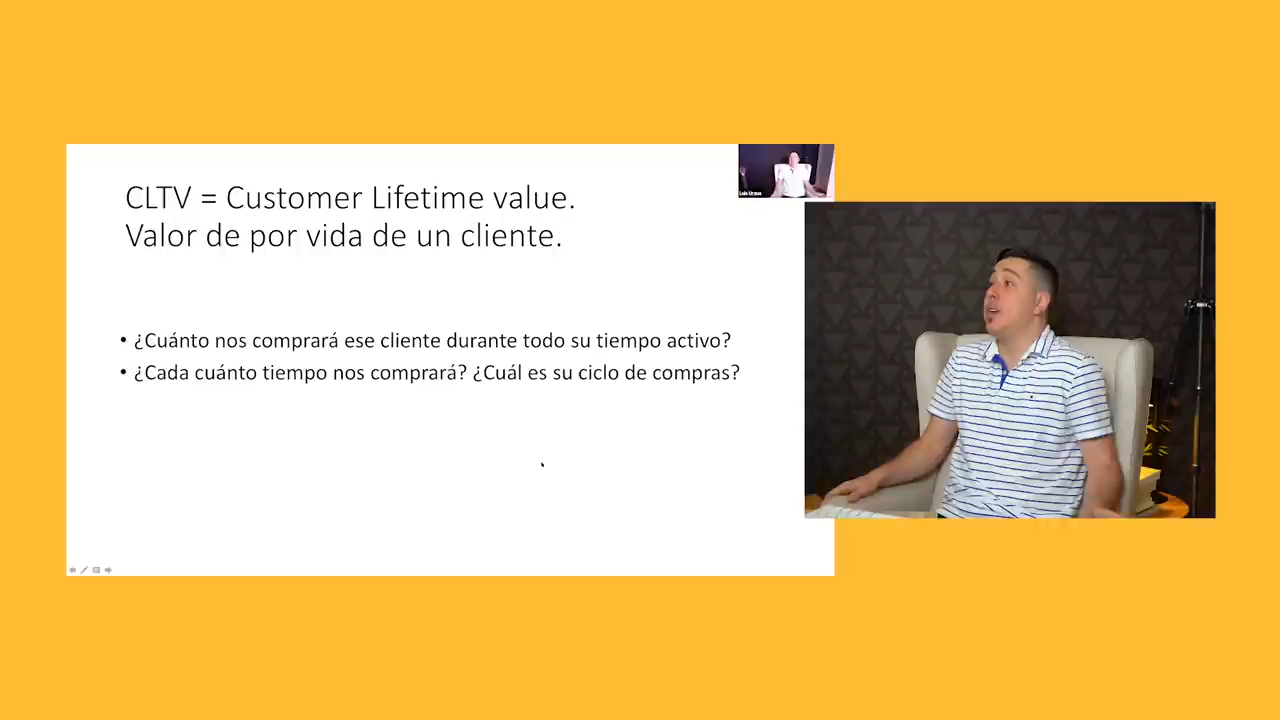 CLTV = Customer Lifetime value.
Valor de por vida de un cliente.
• ¿Cuánto nos comprará ese cliente durante todo su tiempo activo?
• ¿Cada cuánto tiempo nos comprará? ¿Cuál es su ciclo de compras?